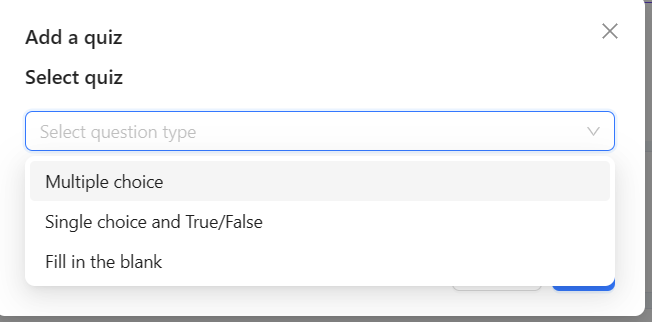 Add a quiz
Select quiz
Select question type
Multiple choice
Single choice and True/False
Fill in the blank